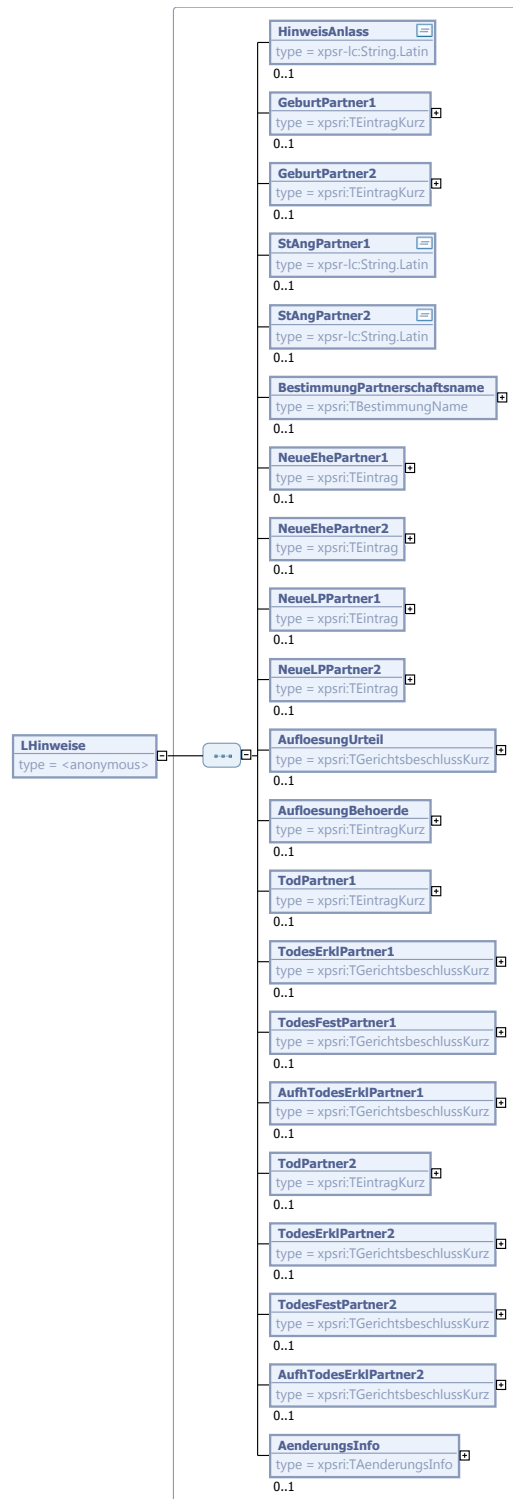 HinweisAnlass
type = xpsr-lc:String.Latin
0..1
GeburtPartner1
type = xpsri:TEintragKurz
0..1
GeburtPartner2
type = xpsri:TEintragKurz
0..1
StAngPartner1
type = xpsr-lc:String.Latin
0..1
StAngPartner2
type = xpsr-lc:String.Latin
0..1
BestimmungPartnerschaftsname
type = xpsri:TBestimmungName
0..1
NeueEhePartner1
type = xpsri:TEintrag
0..1
NeueEhePartner2
type = xpsri:TEintrag
0..1
NeueLPPartner1
type = xpsri:TEintrag
0..1
NeueLPPartner2
type = xpsri:TEintrag
0..1
LHinweise
type = <anonymous>
AufloesungUrteil
type = xpsri:TGerichtsbeschlussKurz
0..1
AufloesungBehoerde
type = xpsri:TEintragKurz
0..1
TodPartner1
type = xpsri:TEintragKurz
0..1
TodesErklPartner1
type = xpsri:TGerichtsbeschlussKurz
0..1
TodesFestPartner1
type = xpsri:TGerichtsbeschlussKurz
0..1
AufhTodesErklPartner1
type = xpsri:TGerichtsbeschlussKurz
0..1
TodPartner2
type = xpsri:TEintragKurz
0..1
TodesErklPartner2
type = xpsri:TGerichtsbeschlussKurz
0..1
TodesFestPartner2
type = xpsri:TGerichtsbeschlussKurz
0..1
AufhTodesErklPartner2
type = xpsri:TGerichtsbeschlussKurz
0..1
AenderungsInfo
type = xpsri:TAenderungsInfo
0..1